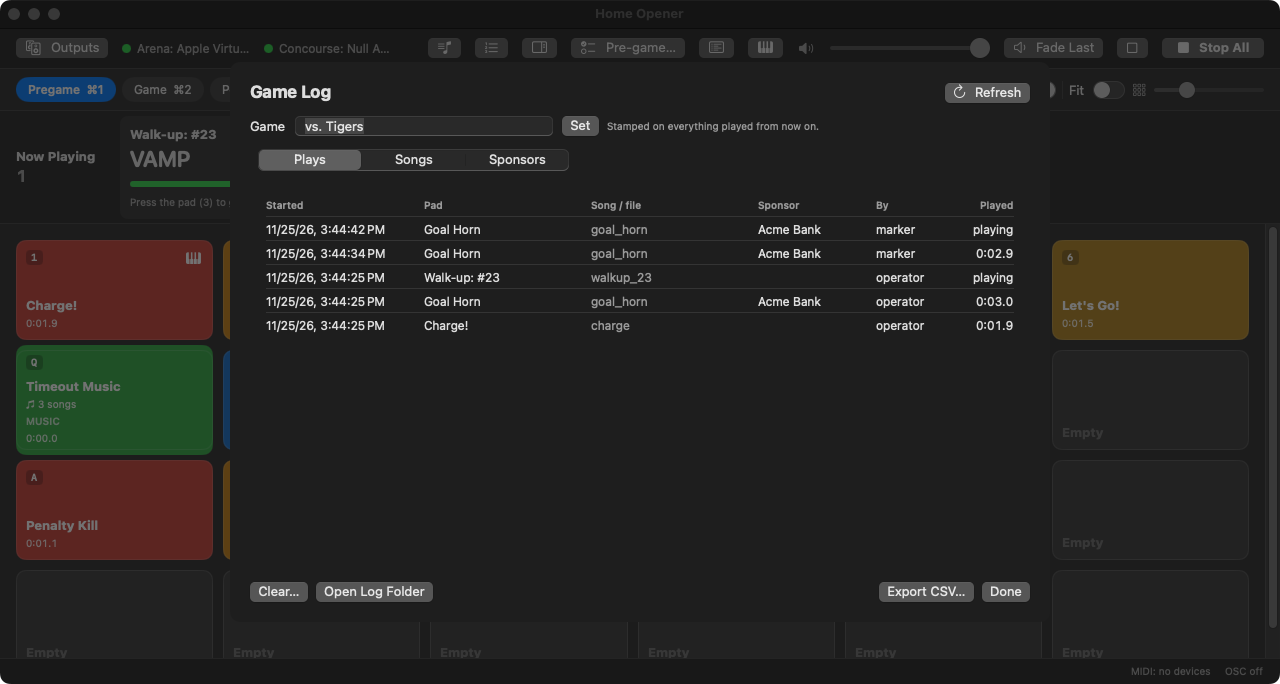 Home Opener
Outputs
Arena: Apple Virtu...
Concourse: Null A...
Pre-game...
Fade Last
Stop All
Pregame ⌘1
Game ⌘2
Fit
Game Log
Refresh
Game
vs. Tigers
Set
Stamped on everything played from now on.
Plays Songs Sponsors
Started Pad Song / file Sponsor By Played
11/25/26, 3:44:42 PM Goal Horn goal_horn Acme Bank marker playing
11/25/26, 3:44:34 PM Goal Horn goal_horn Acme Bank marker 0:02.9
11/25/26, 3:44:25 PM Walk-up: #23 walkup_23 operator playing
11/25/26, 3:44:25 PM Goal Horn goal_horn Acme Bank operator 0:03.0
11/25/26, 3:44:25 PM Charge! charge operator 0:01.9
Clear...
Open Log Folder
Export CSV...
Done
Now Playing
1
Walk-up: #23
VAMP
Press the pad (3) to
1
Charge!
0:01.9
6
Let's Go!
0:01.5
Q
Timeout Music
3 songs
MUSIC
0:00.0
Empty
A
Penalty Kill
0:01.1
Empty
Empty
Empty
Empty
Empty
Empty
Empty
MIDI: no devices
OSC off